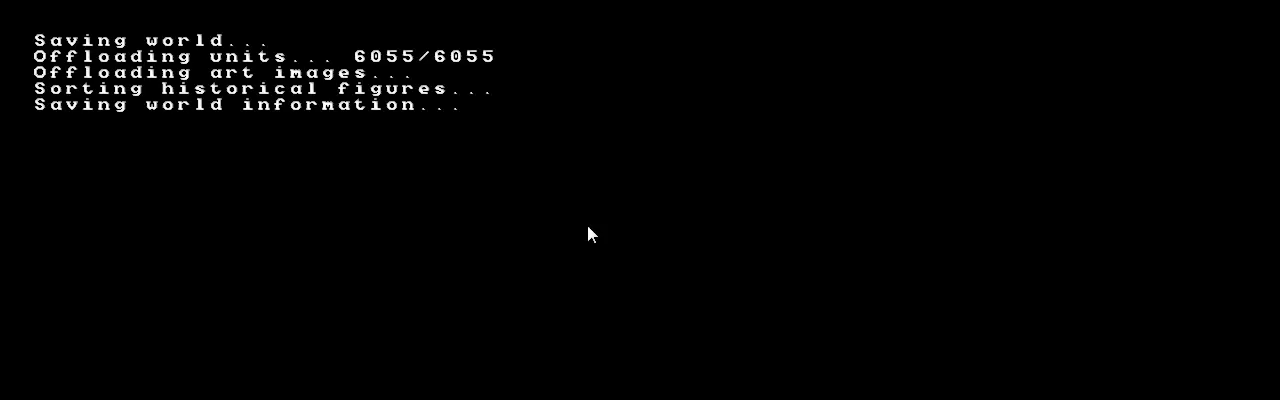 Saving world...
Offloading units... 6055/6055
Offloading art images...
Sorting historical figures...
Saving world information...